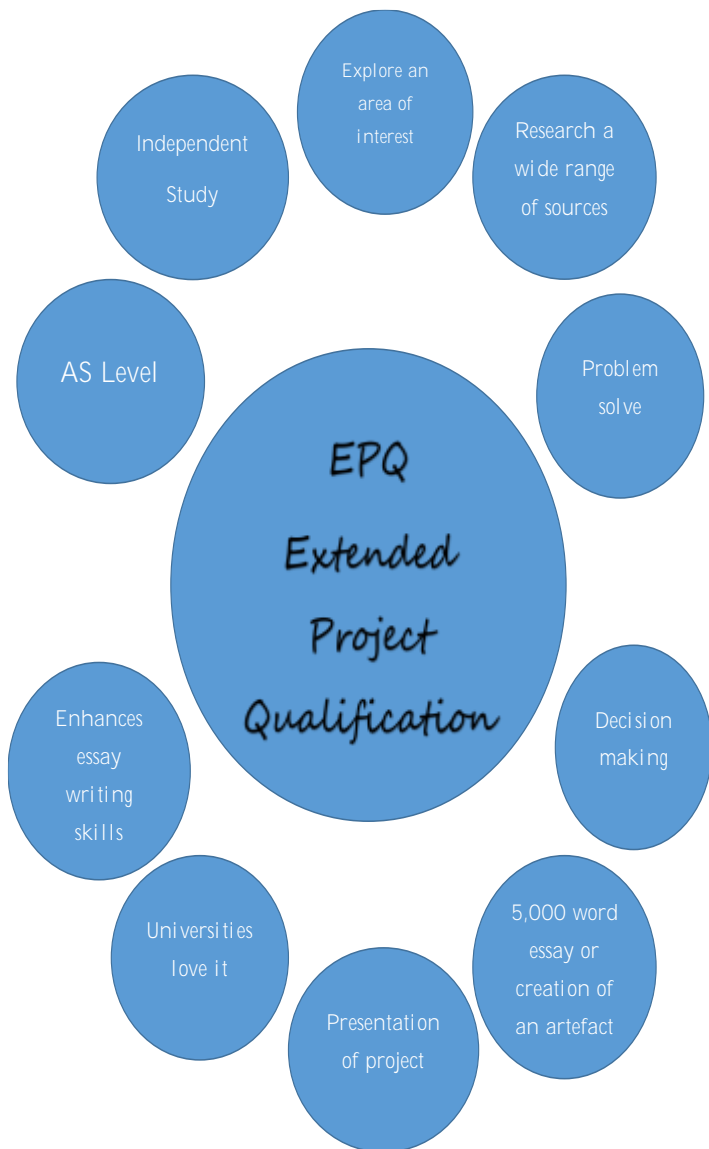 Explore an
area of
interest
Research a
wide range
of sources
Problem
solve
Decision
making
5,000 word
essay or
creation of
an artefact
Presentation
of project
Universities
love it
Enhances
essay
writing
skills
AS Level
Independent
Study
EPQ
Extended
Project
Qualification